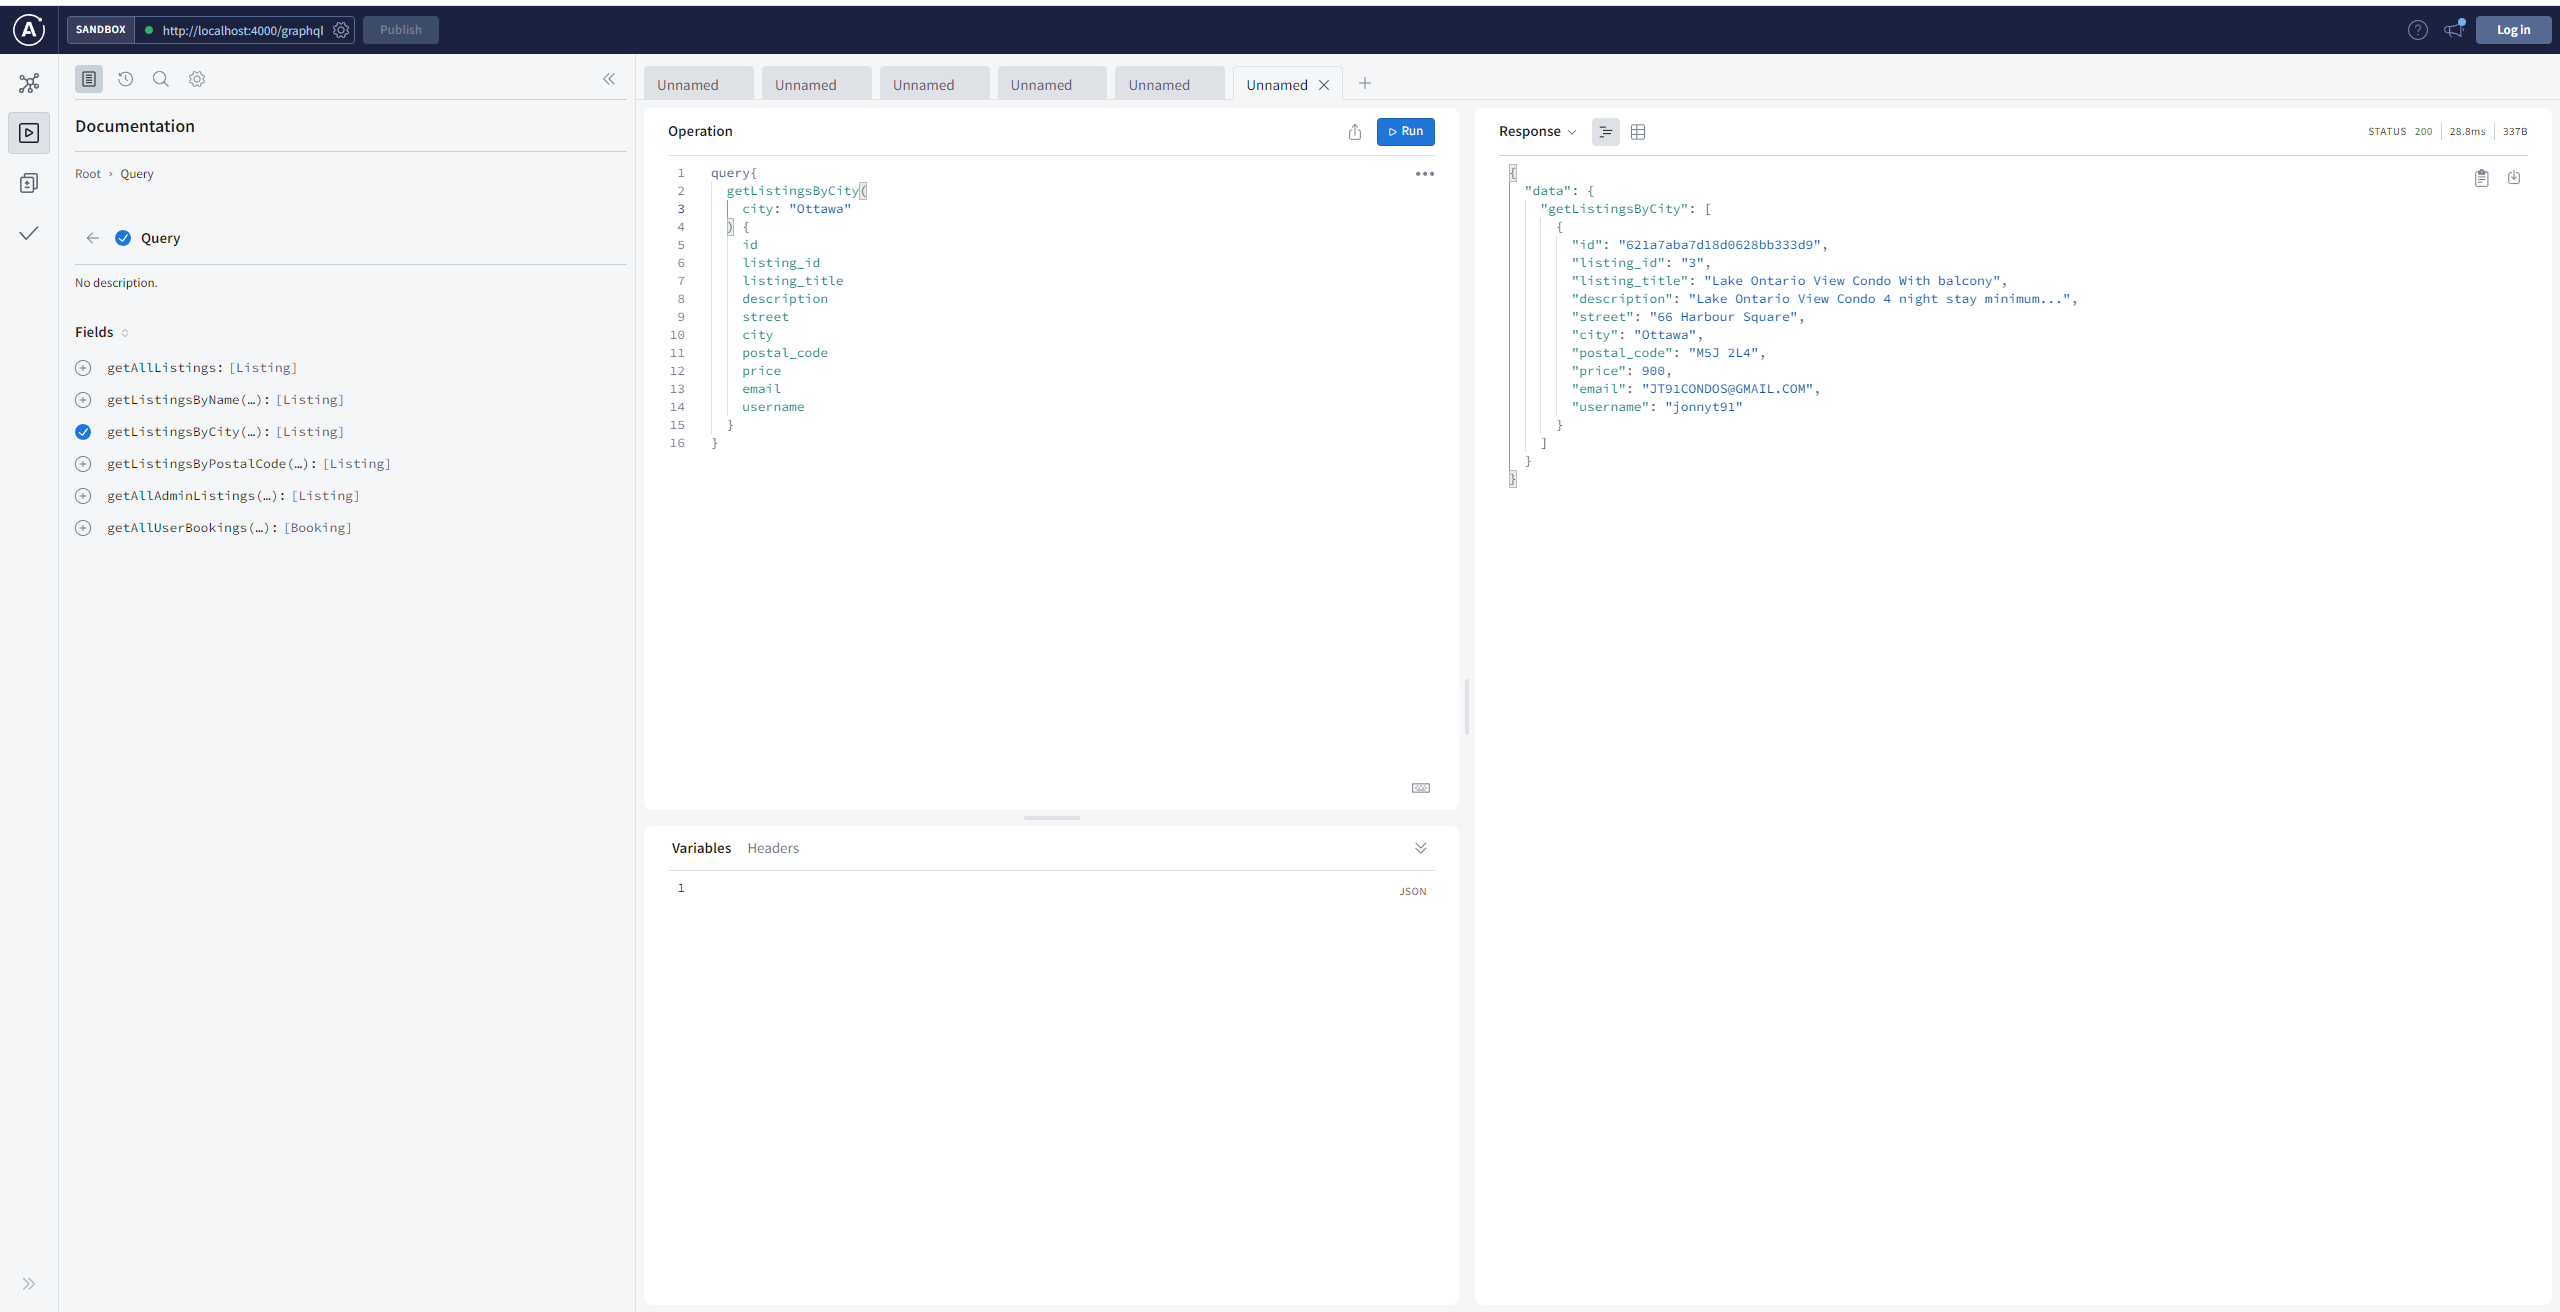 SANDBOX http://localhost:4000/graphql Publish Log in
Documentation
Root › Query
Query
No description.
Fields
getAllListings: [Listing]
getListingsByName(…): [Listing]
getListingsByCity(…): [Listing]
getListingsByPostalCode(…): [Listing]
getAllAdminListings(…): [Listing]
getAllUserBookings(…): [Booking]
Unnamed Unnamed Unnamed Unnamed Unnamed Unnamed
Operation Run
1 query{
2 getListingsByCity(
3 city: "Ottawa"
4 ) {
5 id
6 listing_id
7 listing_title
8 description
9 street
10 city
11 postal_code
12 price
13 email
14 username
15 }
16 }
Variables Headers
1 JSON
Response STATUS 200 28.8ms 337B
{
"data": {
"getListingsByCity": [
{
"id": "621a7aba7d18d0628bb333d9",
"listing_id": "3",
"listing_title": "Lake Ontario View Condo With balcony",
"description": "Lake Ontario View Condo 4 night stay minimum...",
"street": "66 Harbour Square",
"city": "Ottawa",
"postal_code": "M5J 2L4",
"price": 900,
"email": "JT91CONDOS@GMAIL.COM",
"username": "jonnyt91"
}
]
}
}